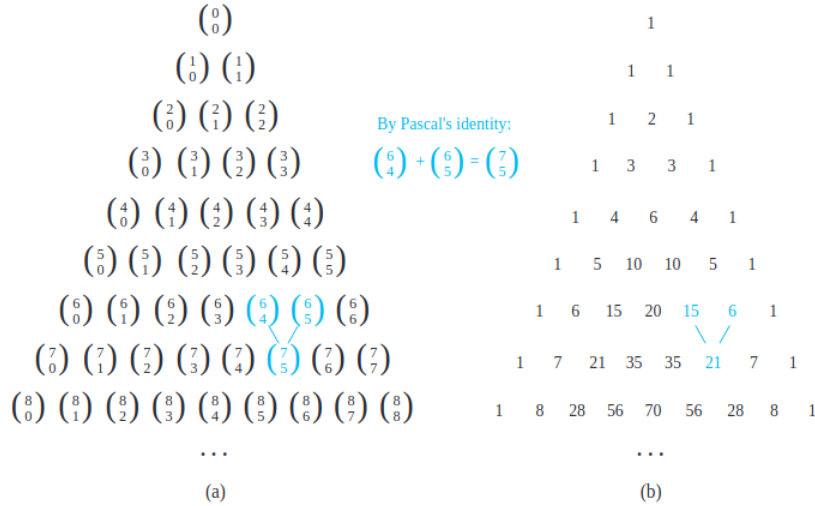 (0 0) 1
(1 0) (1 1) 1 1
(2 0) (2 1) (2 2) 1 2 1
By Pascal's identity:
(3 0) (3 1) (3 2) (3 3) (6 4) + (6 5) = (7 5) 1 3 3 1
(4 0) (4 1) (4 2) (4 3) (4 4) 1 4 6 4 1
(5 0) (5 1) (5 2) (5 3) (5 4) (5 5) 1 5 10 10 5 1
(6 0) (6 1) (6 2) (6 3) (6 4) (6 5) (6 6) 1 6 15 20 15 6 1
(7 0) (7 1) (7 2) (7 3) (7 4) (7 5) (7 6) (7 7) 1 7 21 35 35 21 7 1
(8 0) (8 1) (8 2) (8 3) (8 4) (8 5) (8 6) (8 7) (8 8) 1 8 28 56 70 56 28 8 1
... ...
(a) (b)